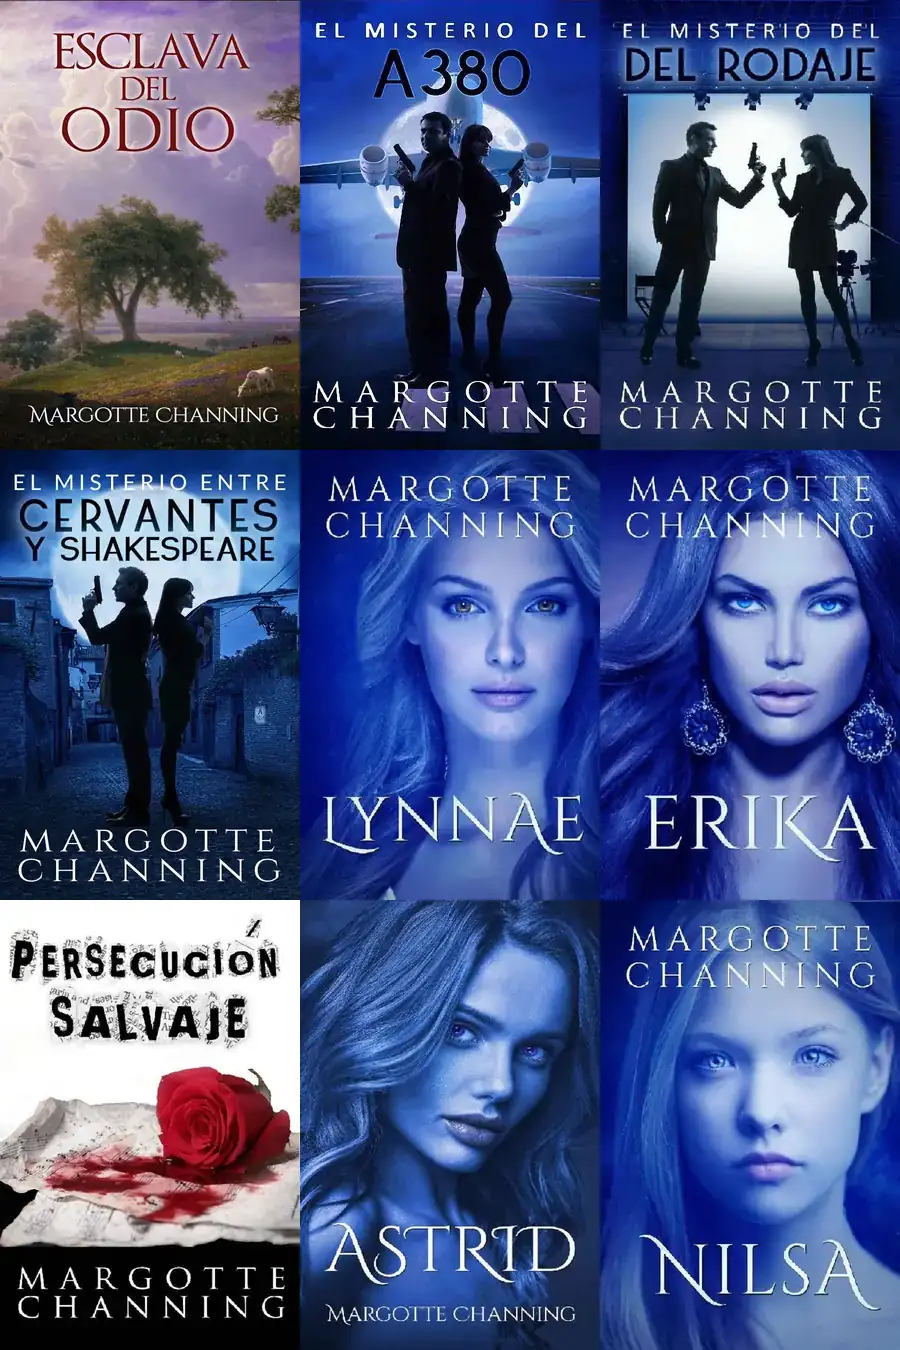 ESCLAVA
DEL
ODIO
MARGOTTE CHANNING
EL MISTERIO DEL
A380
MARGOTTE
CHANNING
EL MISTERIO DEL
DEL RODAJE
MARGOTTE
CHANNING
EL MISTERIO ENTRE
CERVANTES
Y SHAKESPEARE
MARGOTTE
CHANNING
MARGOTTE
CHANNING
LYNNAE
MARGOTTE
CHANNING
ERIKA
PERSECUCIÓN
SALVAJE
MARGOTTE
CHANNING
ASTRID
MARGOTTE CHANNING
MARGOTTE
CHANNING
NILSA